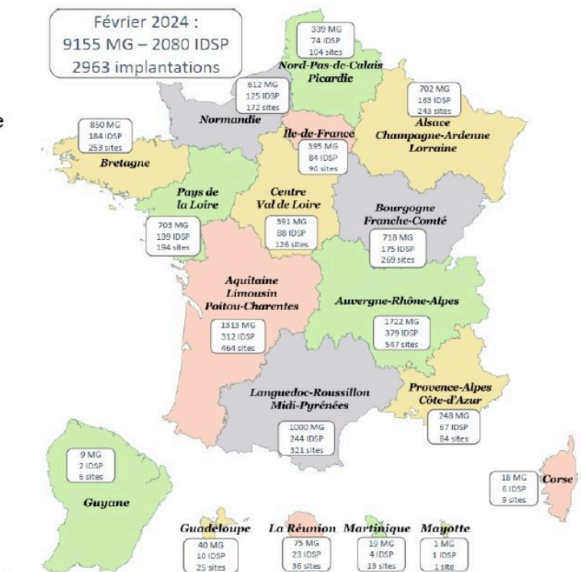 Février 2024 :
9155 MG – 2080 IDSP
2963 implantations
339 MG
74 IDSP
104 sites
Nord-Pas-de-Calais
Picardie
612 MG
125 IDSP
172 sites
Normandie
702 MG
163 IDSP
243 sites
Alsace
Champagne-Ardenne
Lorraine
e
850 MG
184 IDSP
253 sites
Bretagne
Île-de-France
395 MG
84 IDSP
96 sites
Pays de
la Loire
703 MG
139 IDSP
194 sites
Centre
Val de Loire
391 MG
88 IDSP
126 sites
Bourgogne
Franche-Comté
718 MG
175 IDSP
269 sites
Aquitaine
Limousin
Poitou-Charentes
1313 MG
312 IDSP
464 sites
Auvergne-Rhône-Alpes
1722 MG
379 IDSP
547 sites
Languedoc-Roussillon
Midi-Pyrénées
1000 MG
244 IDSP
321 sites
Provence-Alpes
Côte-d'Azur
248 MG
67 IDSP
84 sites
9 MG
2 IDSP
6 sites
Guyane
18 MG
6 IDSP
9 sites
Corse
Guadeloupe
40 MG
10 IDSP
25 sites
La Réunion
75 MG
23 IDSP
36 sites
Martinique
19 MG
4 IDSP
13 sites
Mayotte
1 MG
1 IDSP
1 site